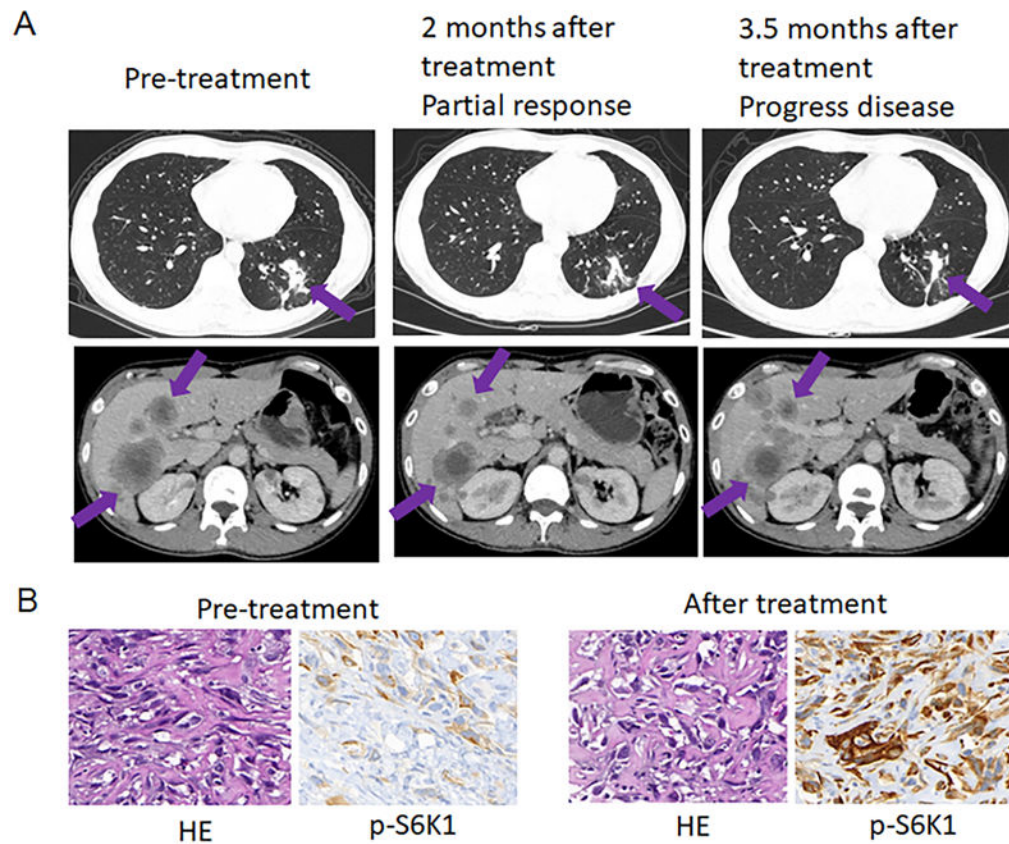 A
Pre-treatment
2 months after
treatment
Partial response
3.5 months after
treatment
Progress disease
B
Pre-treatment
After treatment
HE
p-S6K1
HE
p-S6K1